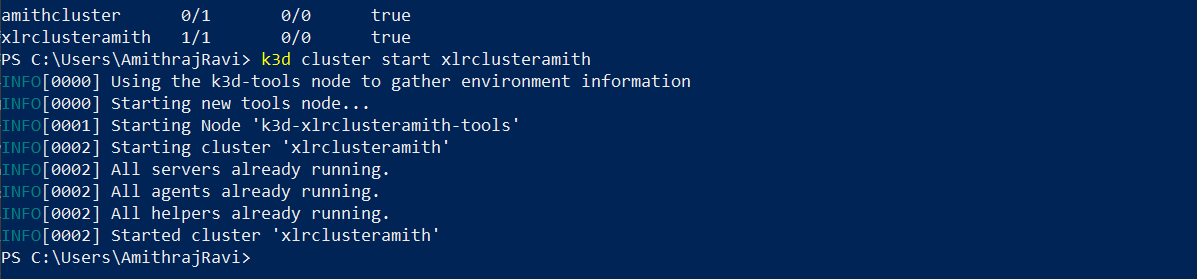 amithcluster      0/1       0/0      true
xlrclusteramith   1/1       0/0      true
PS C:\Users\AmithrajRavi> k3d cluster start xlrclusteramith
INFO[0000] Using the k3d-tools node to gather environment information
INFO[0000] Starting new tools node...
INFO[0001] Starting Node 'k3d-xlrclusteramith-tools'
INFO[0002] Starting cluster 'xlrclusteramith'
INFO[0002] All servers already running.
INFO[0002] All agents already running.
INFO[0002] All helpers already running.
INFO[0002] Started cluster 'xlrclusteramith'
PS C:\Users\AmithrajRavi>